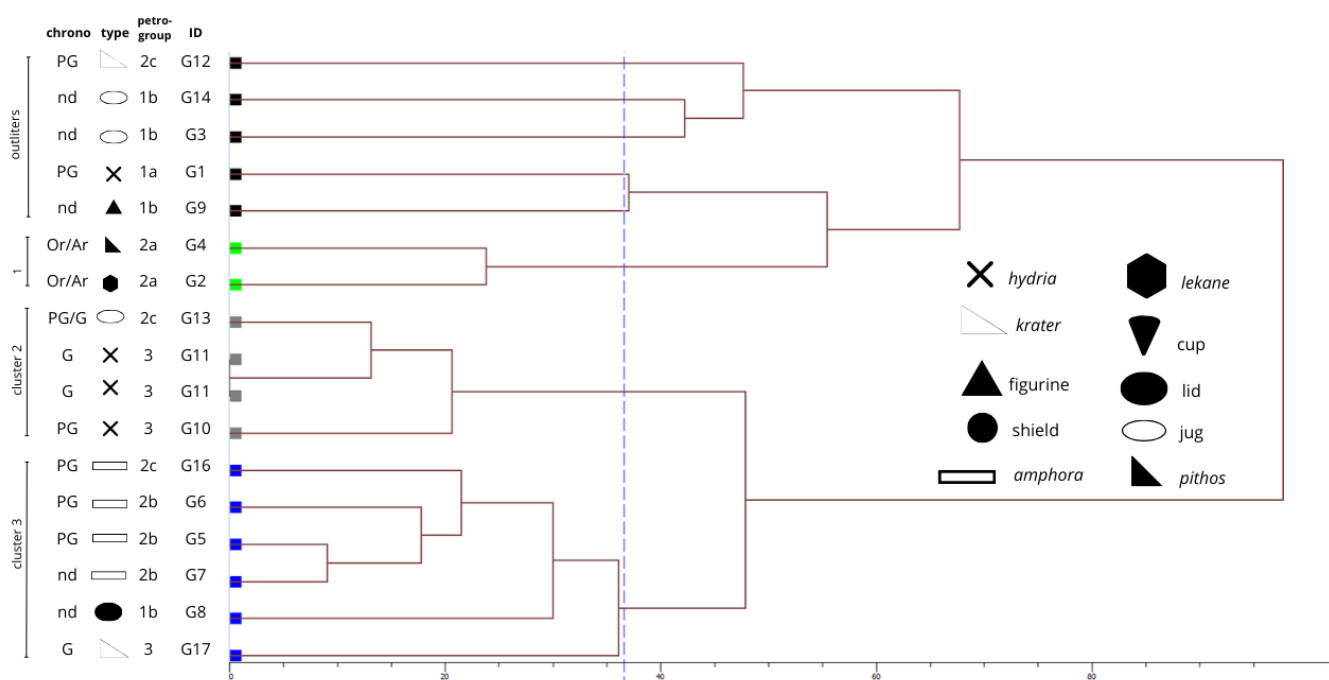 petro-
chrono type group ID
PG 2c G12
nd 1b G14
nd 1b G3
PG 1a G1
nd 1b G9
Or/Ar 2a G4
Or/Ar 2a G2
PG/G 2c G13
G 3 G11
G 3 G11
PG 3 G10
PG 2c G16
PG 2b G6
PG 2b G5
nd 2b G7
nd 1b G8
G 3 G17
outliters
1
cluster 2
cluster 3
hydria
lekane
krater
cup
figurine
lid
shield
jug
amphora
pithos
0 20 40 60 80